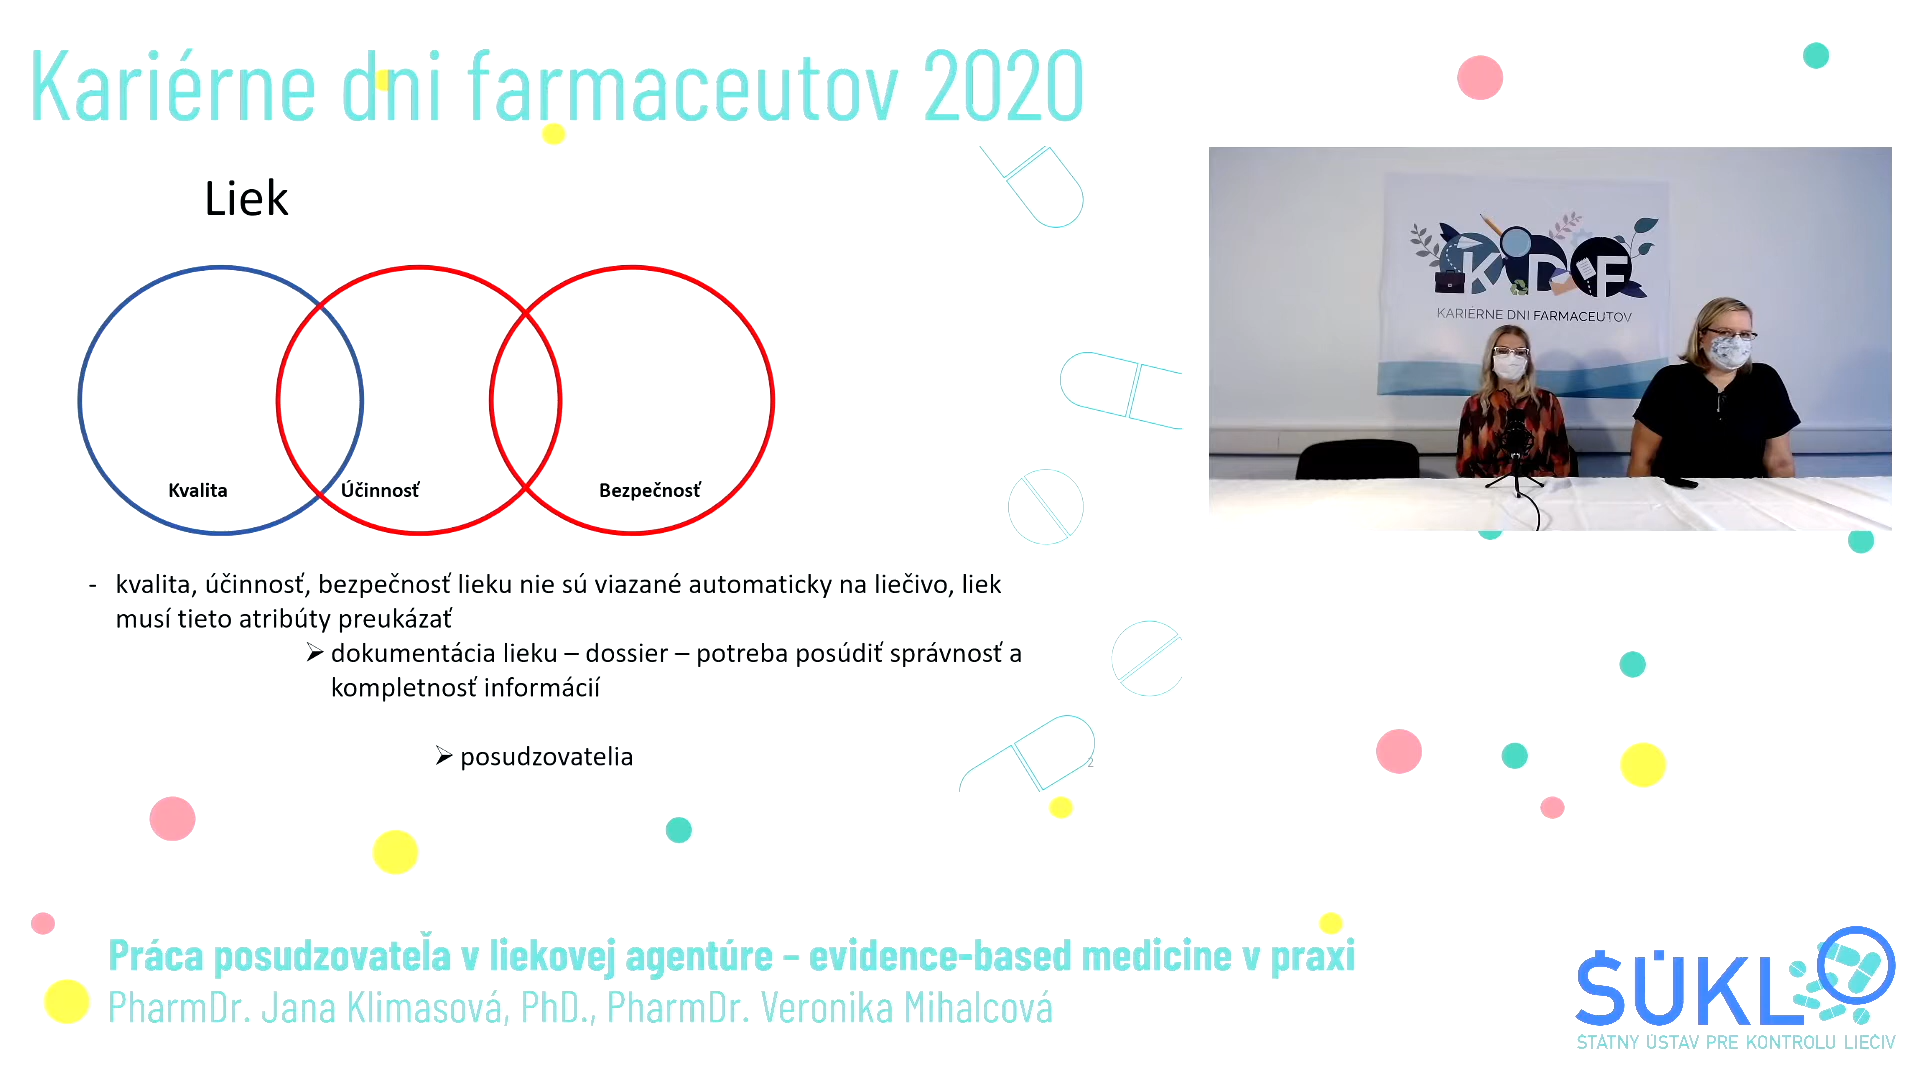 Kariérne dni farmaceutov 2020
Liek
Kvalita
Účinnosť
Bezpečnosť
- kvalita, účinnosť, bezpečnosť lieku nie sú viazané automaticky na liečivo, liek
musí tieto atribúty preukázať
➢ dokumentácia lieku – dossier – potreba posúdiť správnosť a
kompletnosť informácií
➢ posudzovatelia
2
KDF
KARIÉRNE DNI FARMACEUTOV
Práca posudzovateľa v liekovej agentúre – evidence-based medicine v praxi
PharmDr. Jana Klimasová, PhD., PharmDr. Veronika Mihalcová
ŠÚKL
ŠTÁTNY ÚSTAV PRE KONTROLU LIEČIV